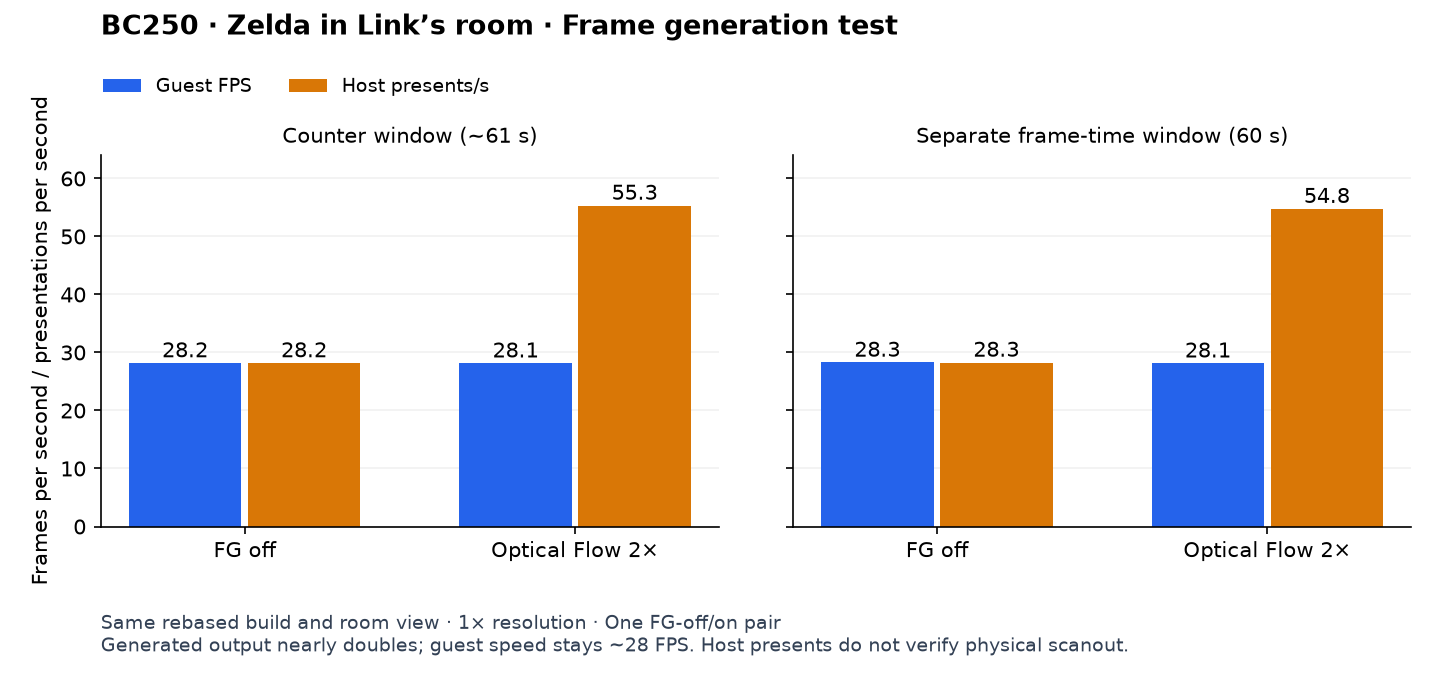 BC250 · Zelda in Link’s room · Frame generation test
Guest FPS
Host presents/s
Frames per second / presentations per second
Counter window (~61 s)
60
50
40
30
20
10
0
28.2
28.2
28.1
55.3
FG off
Optical Flow 2×
Separate frame-time window (60 s)
28.3
28.3
28.1
54.8
FG off
Optical Flow 2×
Same rebased build and room view · 1× resolution · One FG-off/on pair
Generated output nearly doubles; guest speed stays ~28 FPS. Host presents do not verify physical scanout.